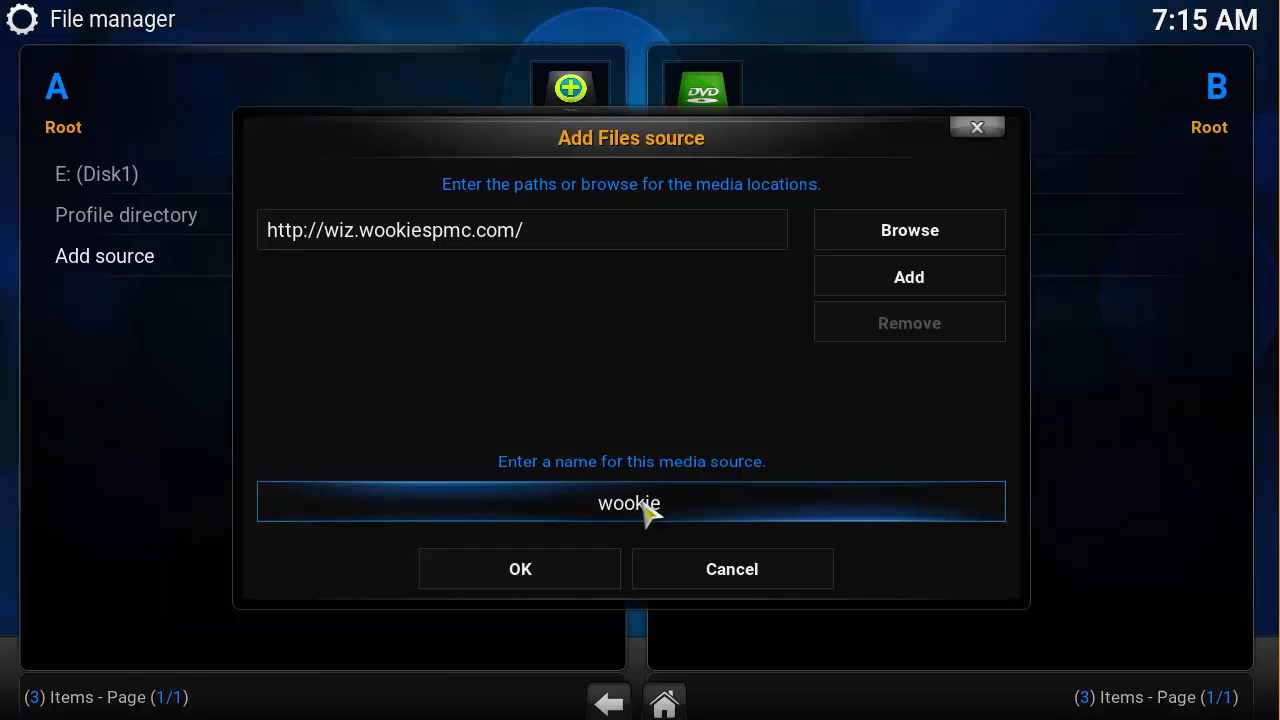 File manager
7:15 AM
A
Root
E: (Disk1)
Profile directory
Add source
DVD
B
Root
Add Files source
Enter the paths or browse for the media locations.
http://wiz.wookiespmc.com/
Browse
Add
Remove
Enter a name for this media source.
wookie
OK
Cancel
(3) Items - Page (1/1)
(3) Items - Page (1/1)